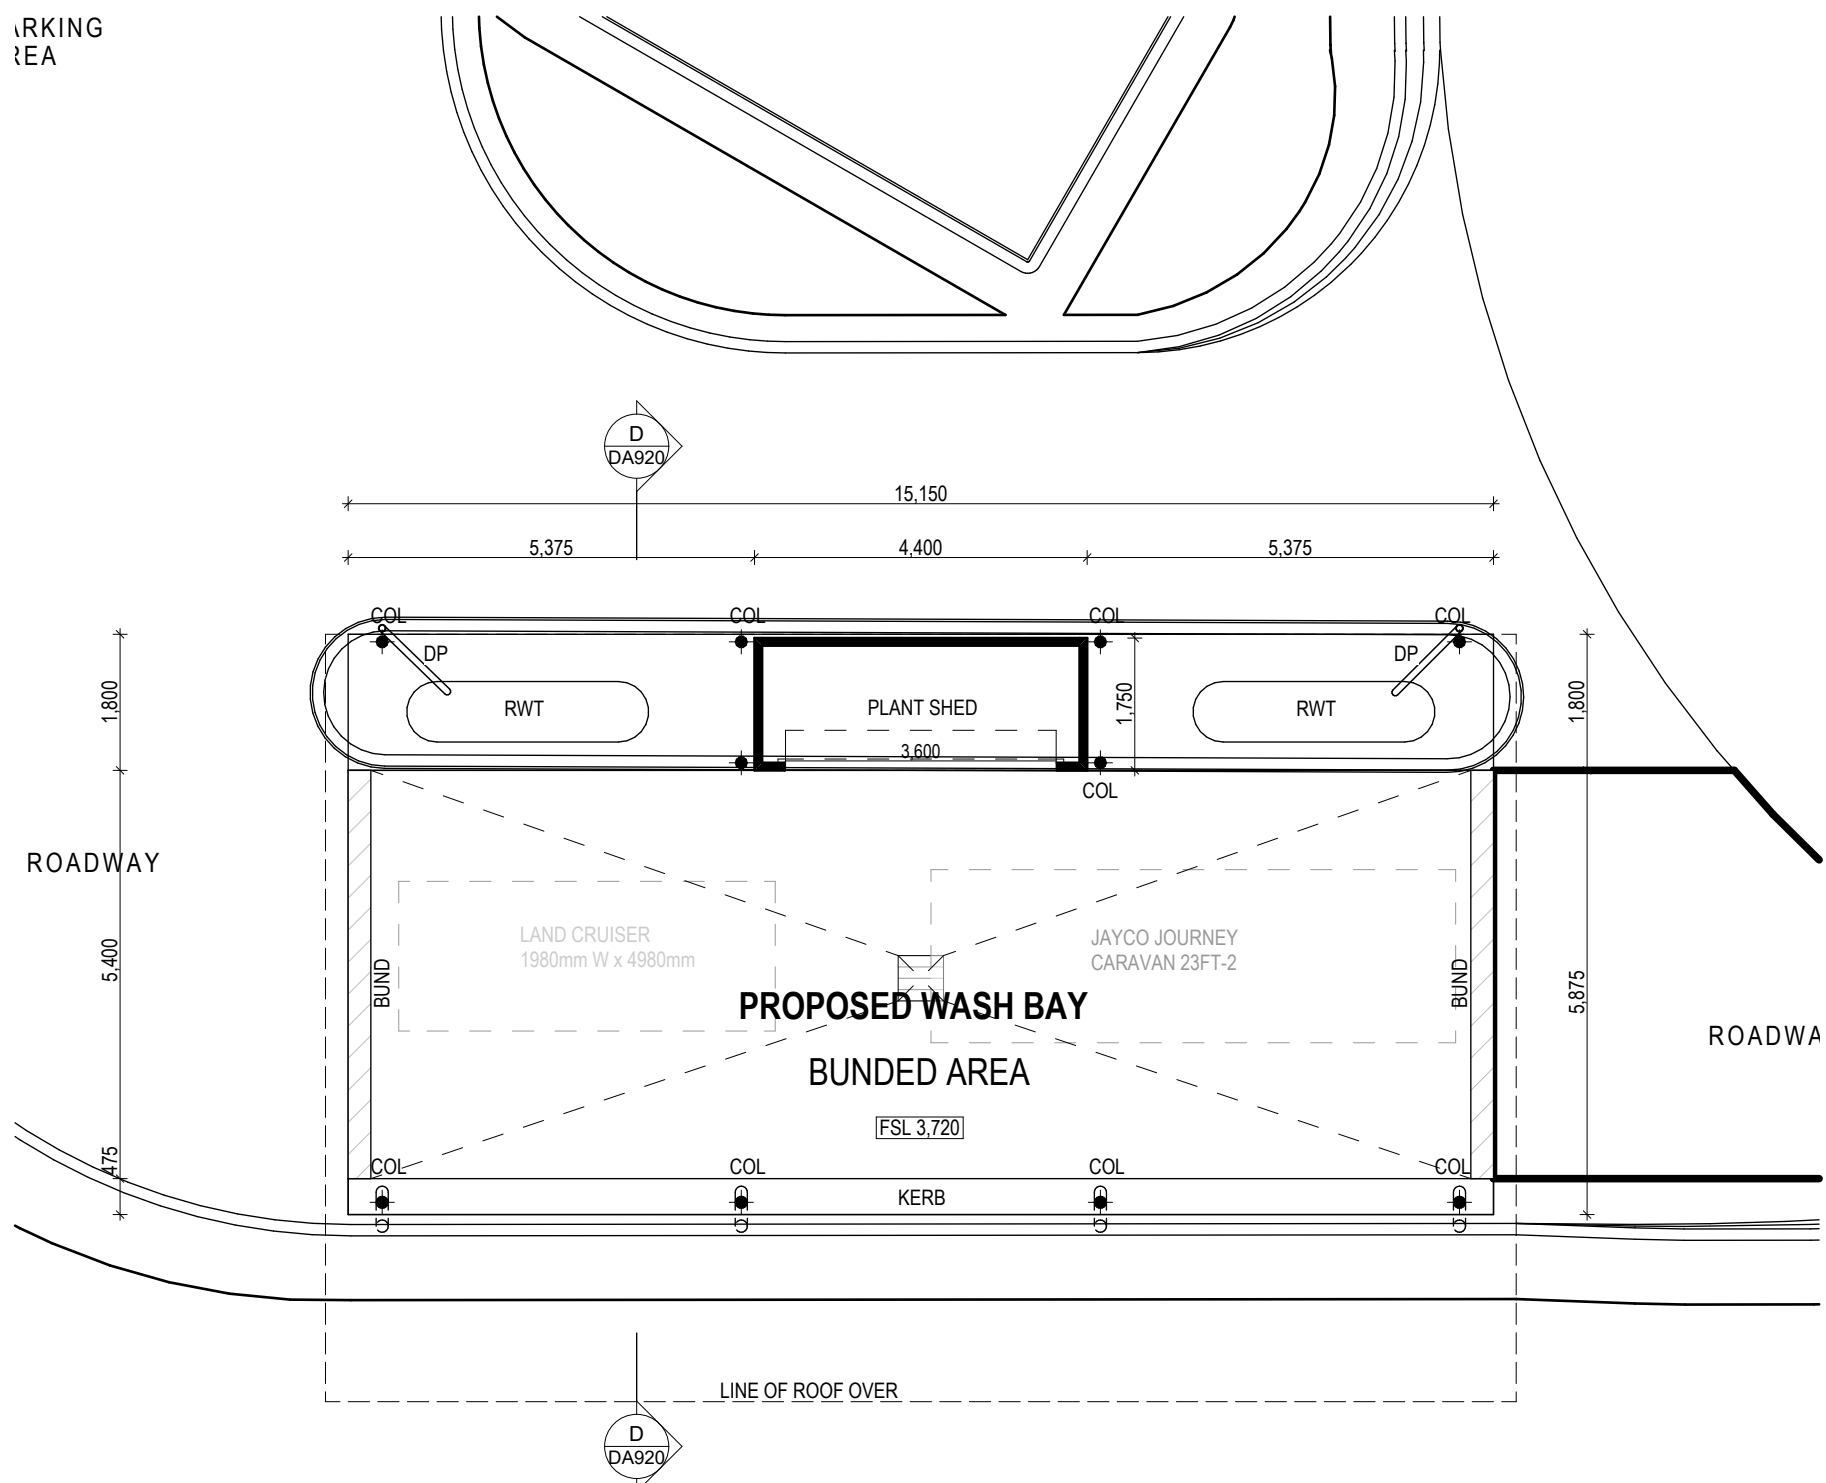 ARKING
REA
D
DA920
15,150
5,375
4,400
5,375
COL
COL
COL
COL
DP
DP
RWT
PLANT SHED
RWT
1,800
1,750
1,800
3,600
COL
ROADWAY
LAND CRUISER
1980mm W x 4980mm
JAYCO JOURNEY
CARAVAN 23FT-2
5,400
BUND
BUND
5,875
PROPOSED WASH BAY
ROADWA
BUNDED AREA
FSL 3,720
475
COL
COL
COL
COL
KERB
LINE OF ROOF OVER
D
DA920